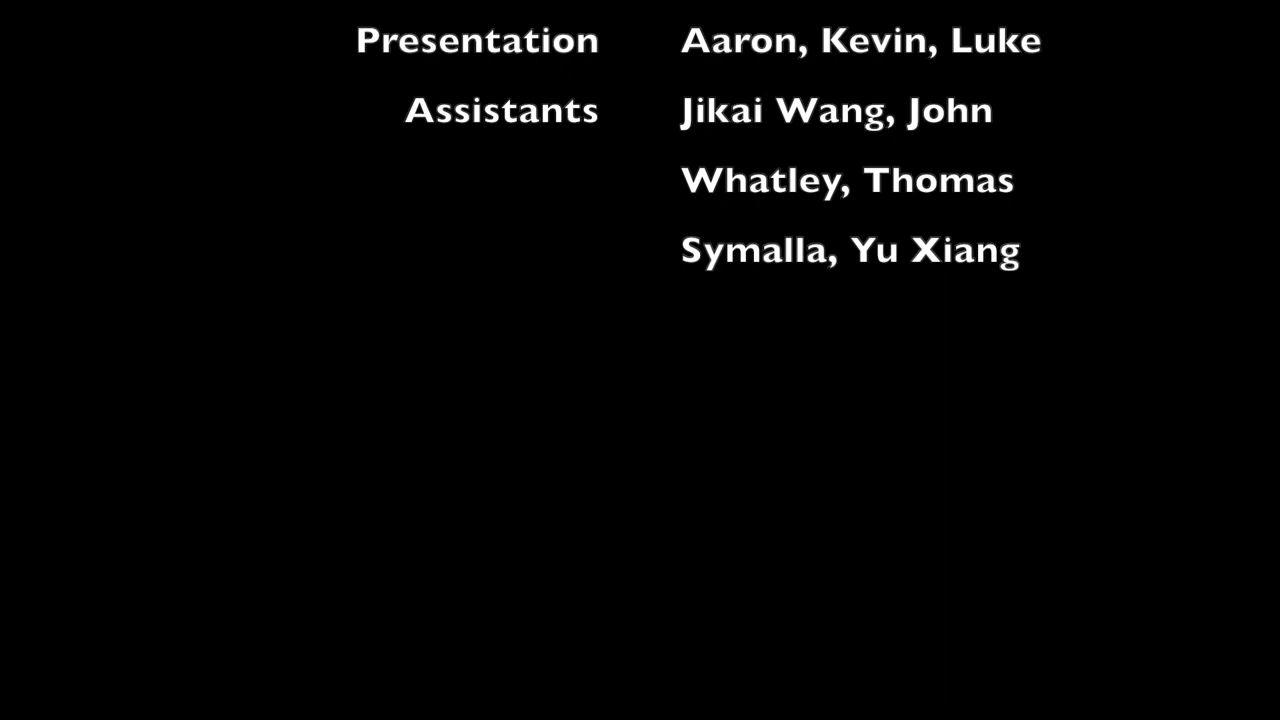 Presentation Aaron, Kevin, Luke
Assistants Jikai Wang, John
Whatley, Thomas
Symalla, Yu Xiang